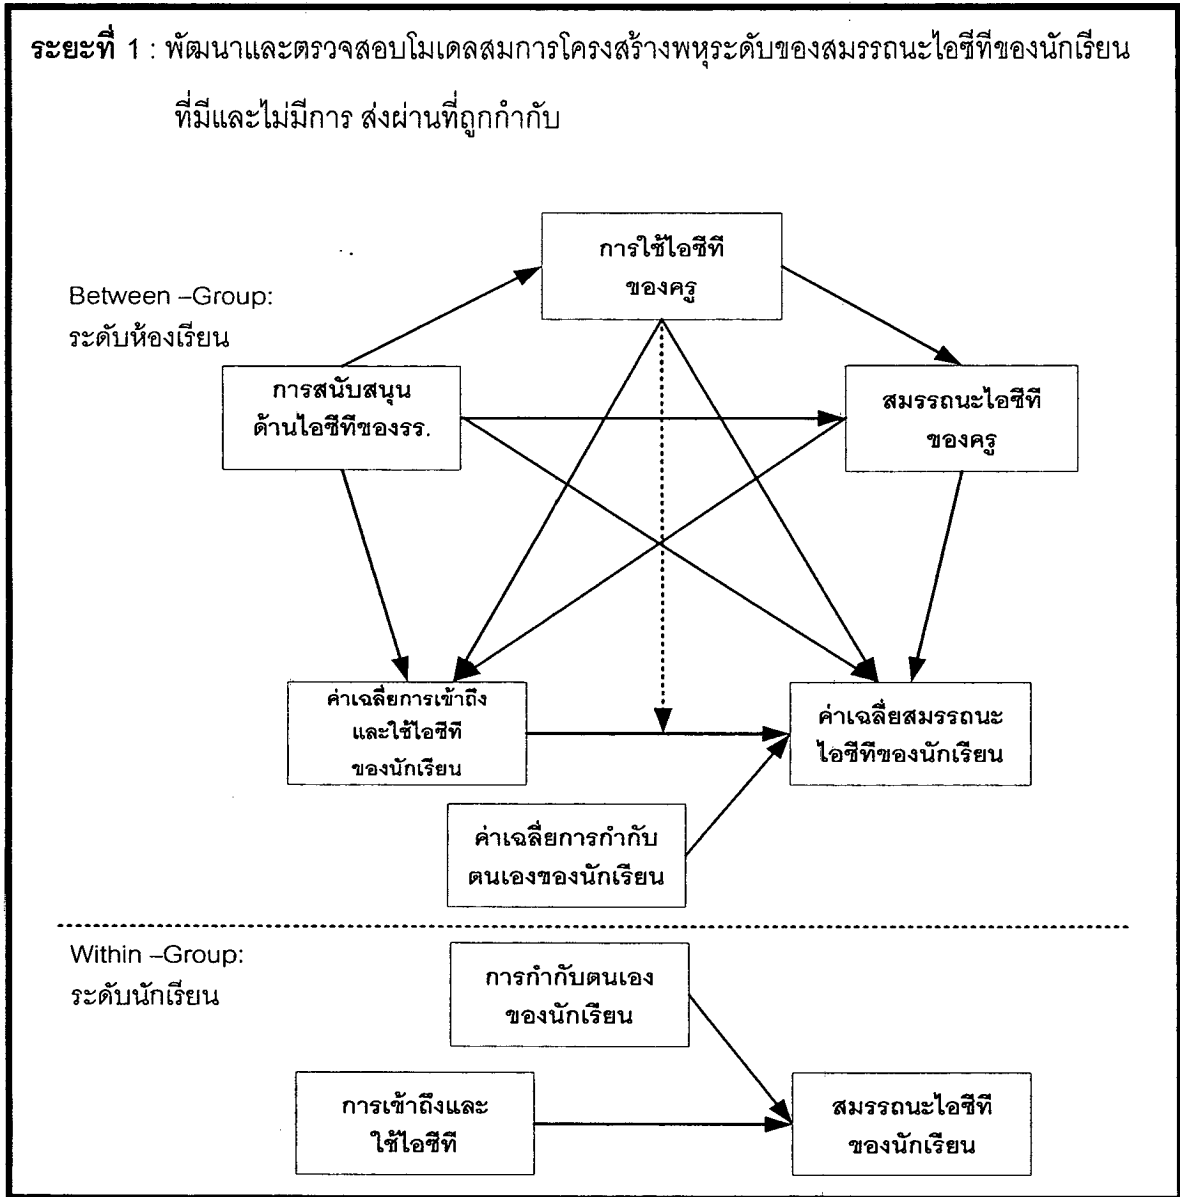 ระยะที่ 1 : พัฒนาและตรวจสอบโมเดลสมการโครงสร้างพหุระดับของสมรรถนะไอซีทีของนักเรียน
ที่มีและไม่มีการ ส่งผ่านที่ถูกกำกับ
การใช้ไอซีที
ของครู
Between –Group:
ระดับห้องเรียน
การสนับสนุน
ด้านไอซีทีของรร.
สมรรถนะไอซีที
ของครู
ค่าเฉลี่ยการเข้าถึง
และใช้ไอซีที
ของนักเรียน
ค่าเฉลี่ยสมรรถนะ
ไอซีทีของนักเรียน
ค่าเฉลี่ยการกำกับ
ตนเองของนักเรียน
Within –Group:
ระดับนักเรียน
การกำกับตนเอง
ของนักเรียน
การเข้าถึงและ
ใช้ไอซีที
สมรรถนะไอซีที
ของนักเรียน